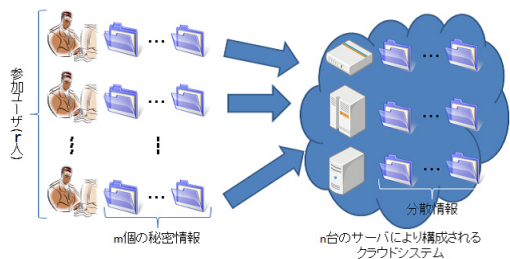 参加ユーザ(r人)
m個の秘密情報
分散情報
n台のサーバにより構成される
クラウドシステム